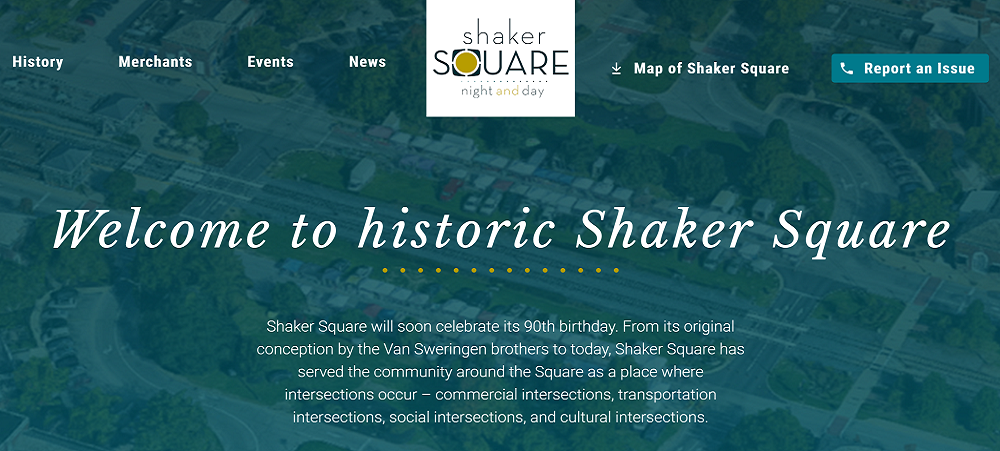 History
Merchants
Events
News
shaker
SQUARE
night and day
Map of Shaker Square
Report an Issue
Welcome to historic Shaker Square
Shaker Square will soon celebrate its 90th birthday. From its original
conception by the Van Sweringen brothers to today, Shaker Square has
served the community around the Square as a place where
intersections occur – commercial intersections, transportation
intersections, social intersections, and cultural intersections.